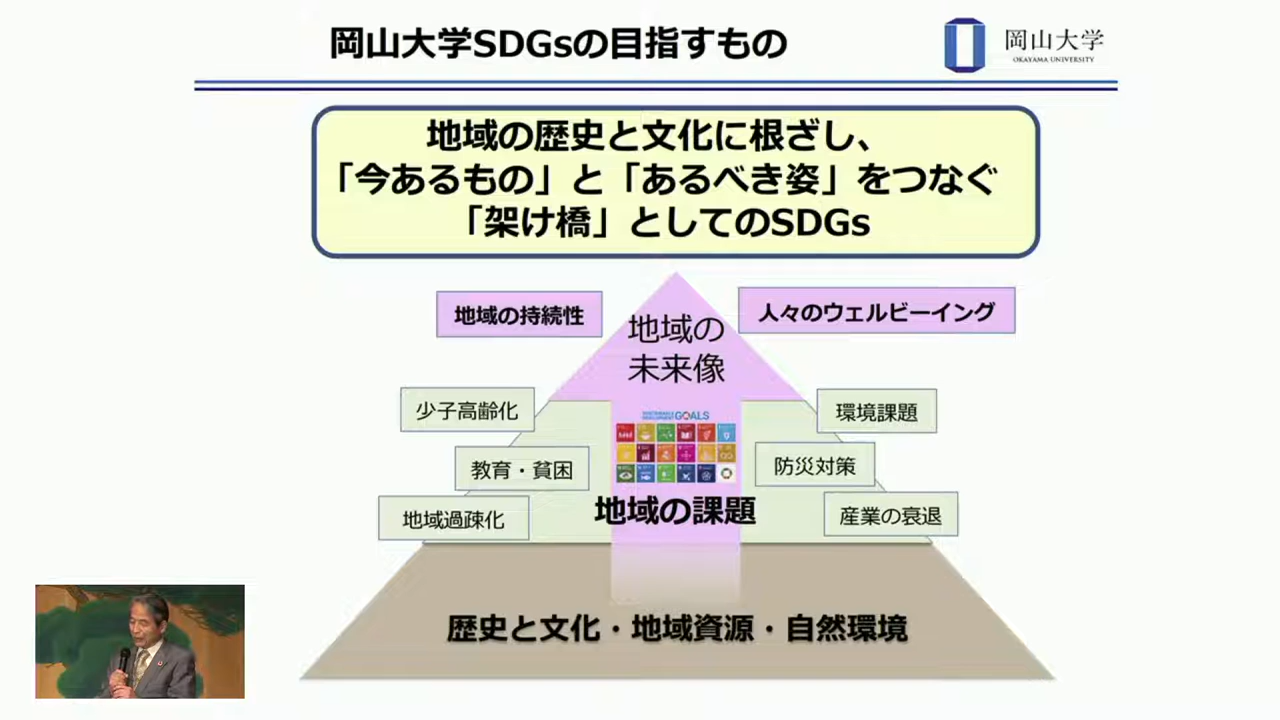 岡山大学SDGsの目指すもの
岡山大学
OKAYAMA UNIVERSITY
地域の歴史と文化に根ざし、
「今あるもの」と「あるべき姿」をつなぐ
「架け橋」としてのSDGs
地域の持続性
人々のウェルビーイング
地域の
未来像
少子高齢化
環境課題
GOALS
教育・貧困
防災対策
地域の課題
地域過疎化
産業の衰退
歴史と文化・地域資源・自然環境